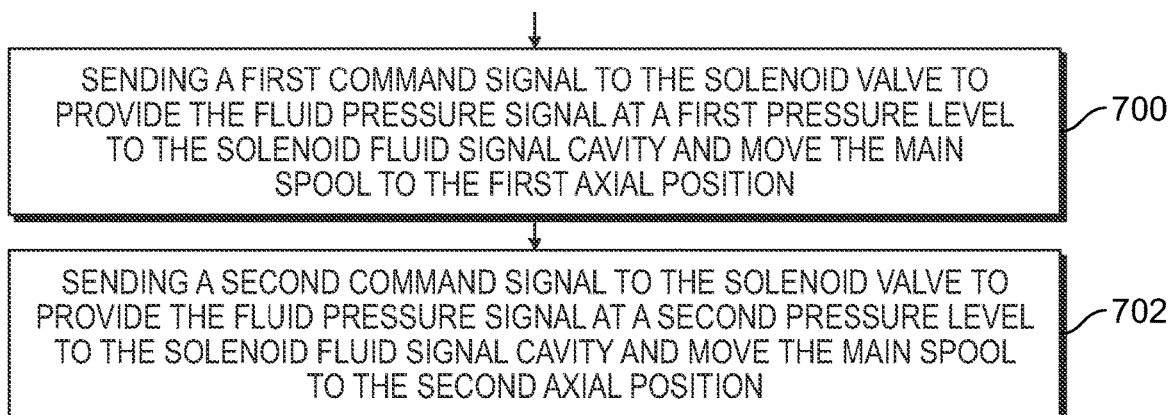 SENDING A FIRST COMMAND SIGNAL TO THE SOLENOID VALVE TO
PROVIDE THE FLUID PRESSURE SIGNAL AT A FIRST PRESSURE LEVEL
TO THE SOLENOID FLUID SIGNAL CAVITY AND MOVE THE MAIN
SPOOL TO THE FIRST AXIAL POSITION
700
SENDING A SECOND COMMAND SIGNAL TO THE SOLENOID VALVE TO
PROVIDE THE FLUID PRESSURE SIGNAL AT A SECOND PRESSURE LEVEL
TO THE SOLENOID FLUID SIGNAL CAVITY AND MOVE THE MAIN SPOOL
TO THE SECOND AXIAL POSITION
702